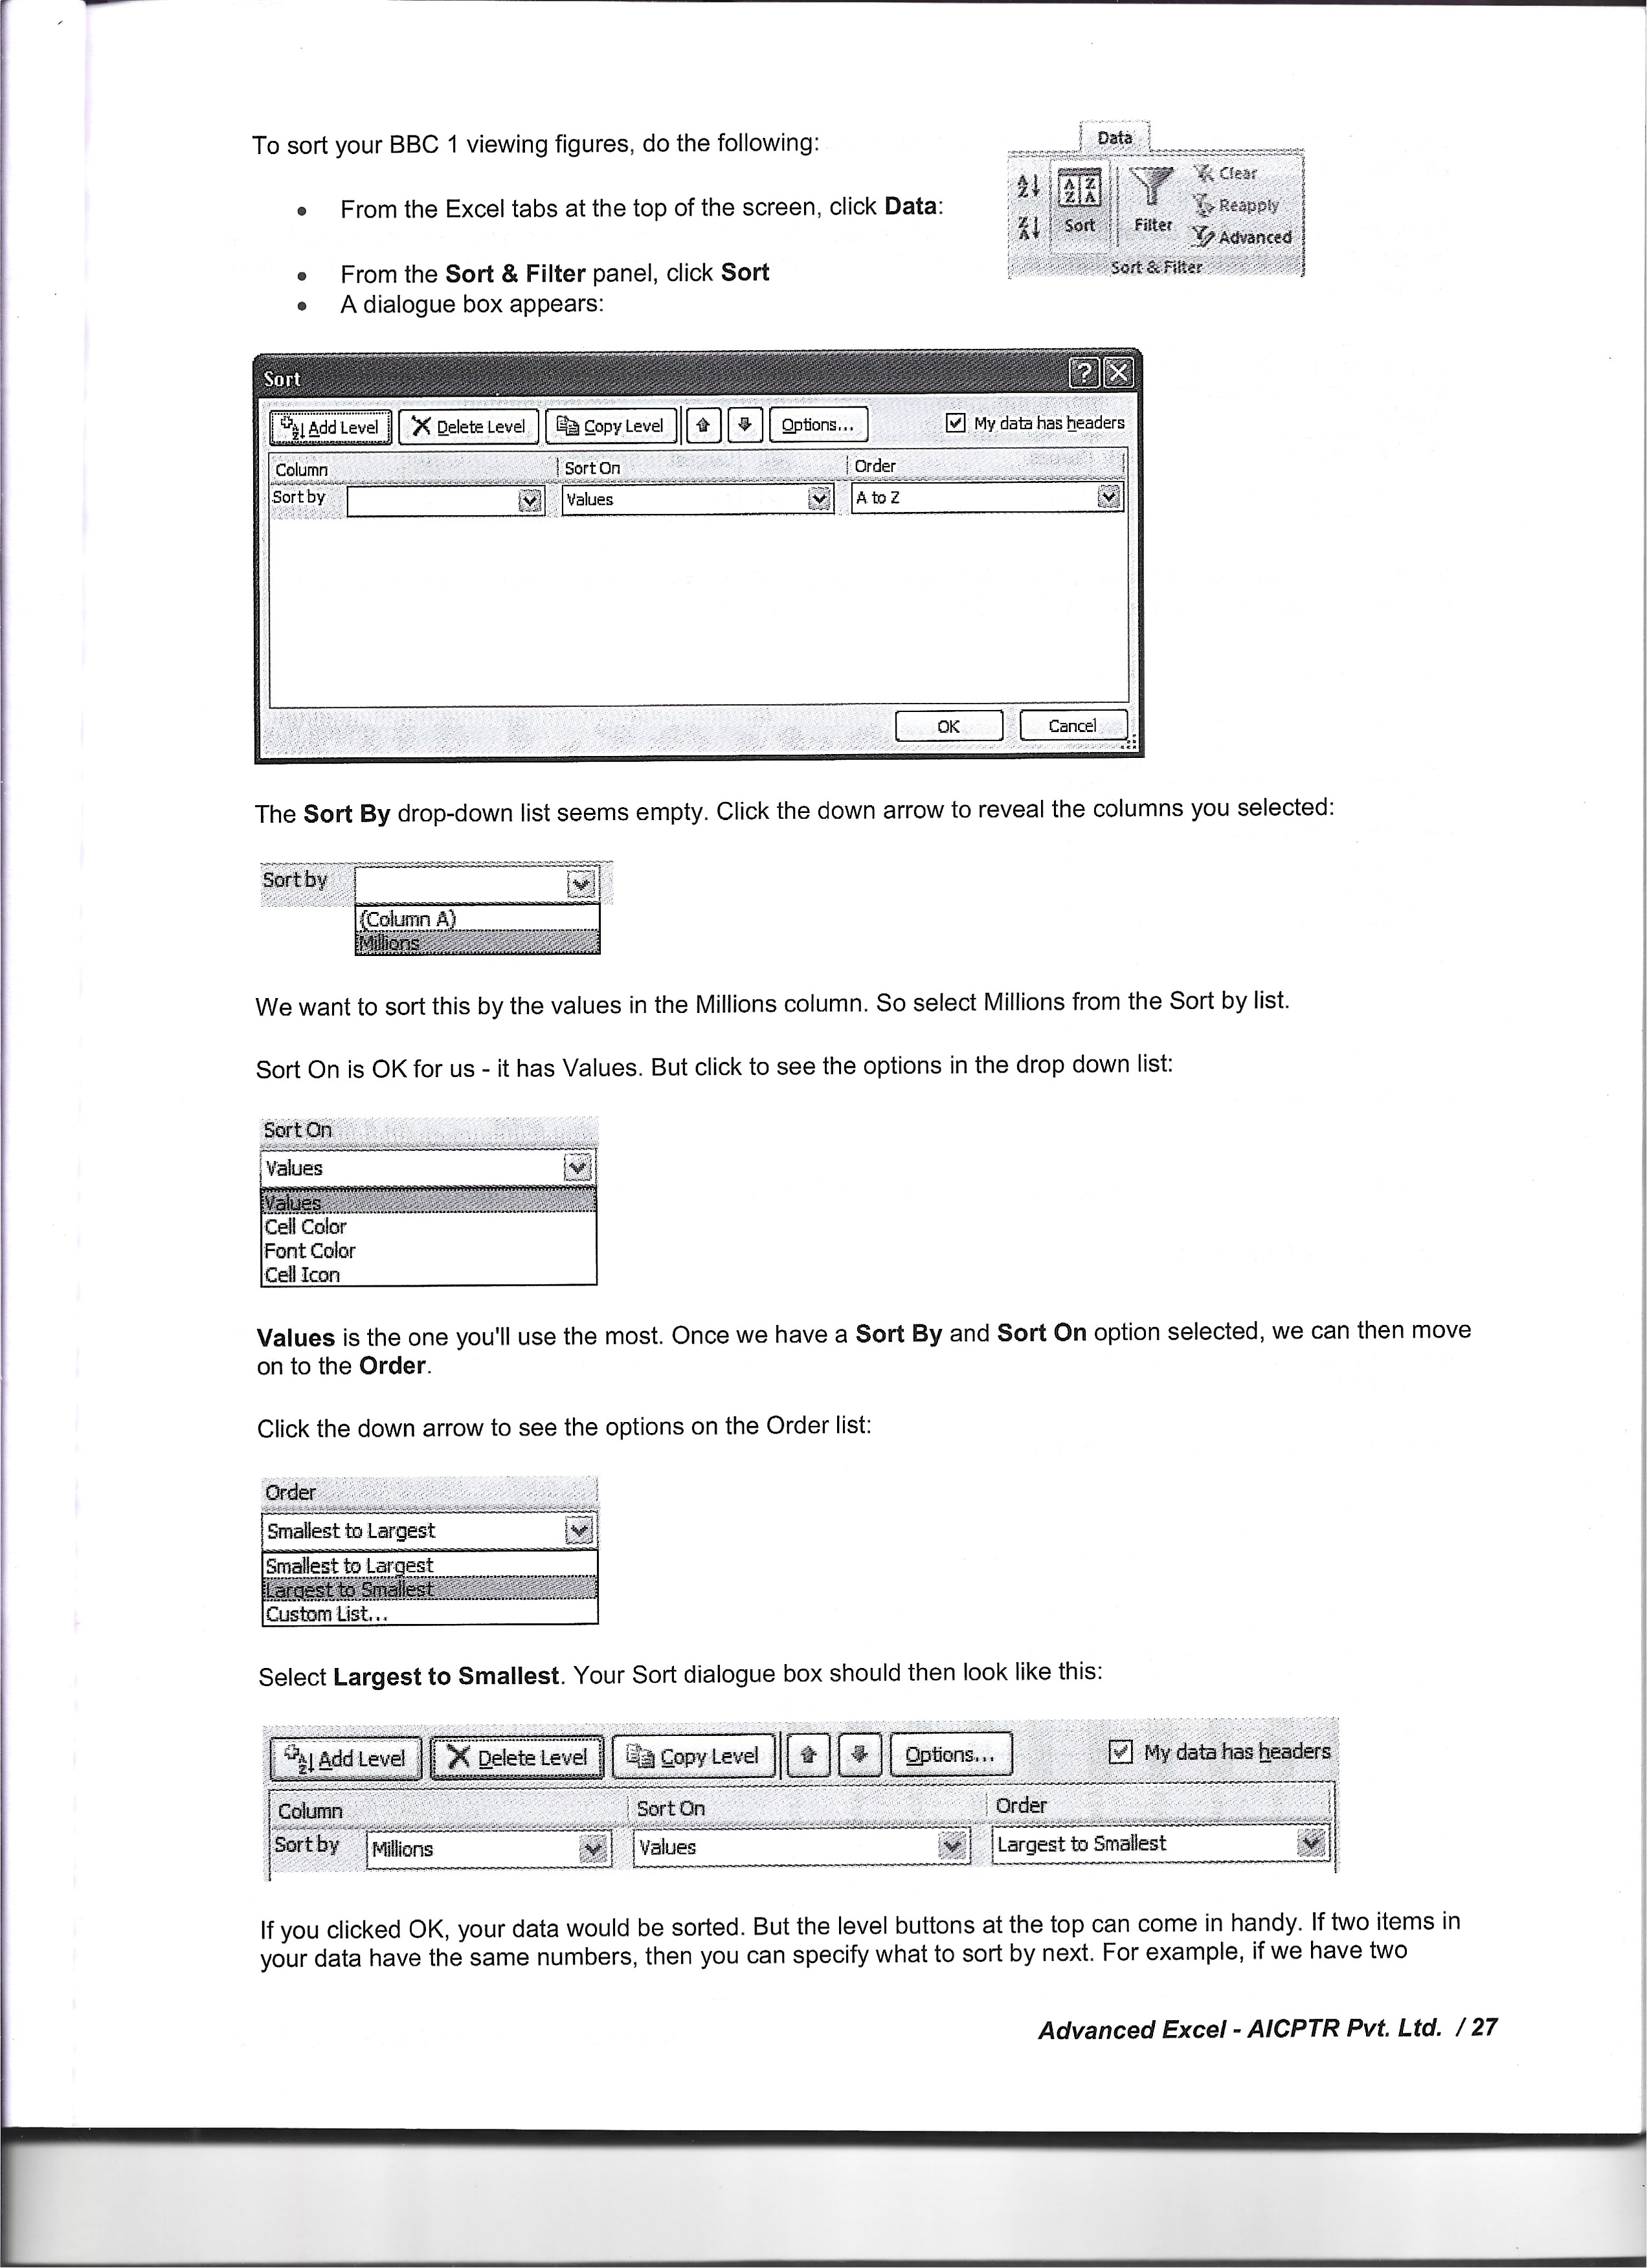 To sort your BBC 1 viewing figures, do the following:
Data
• From the Excel tabs at the top of the screen, click Data:
Sort
Filter
Clear
Reapply
Advanced
Sort & Filter
• From the Sort & Filter panel, click Sort
• A dialogue box appears:
Sort
Add Level Delete Level Copy Level Options... My data has headers
Column Sort On Order
Sort by Values A to Z
OK Cancel
The Sort By drop-down list seems empty. Click the down arrow to reveal the columns you selected:
Sort by
(Column A)
Millions
We want to sort this by the values in the Millions column. So select Millions from the Sort by list.
Sort On is OK for us - it has Values. But click to see the options in the drop down list:
Sort On
Values
Values
Cell Color
Font Color
Cell Icon
Values is the one you'll use the most. Once we have a Sort By and Sort On option selected, we can then move
on to the Order.
Click the down arrow to see the options on the Order list:
Order
Smallest to Largest
Smallest to Largest
Largest to Smallest
Custom List...
Select Largest to Smallest. Your Sort dialogue box should then look like this:
Add Level Delete Level Copy Level Options... My data has headers
Column Sort On Order
Sort by Millions Values Largest to Smallest
If you clicked OK, your data would be sorted. But the level buttons at the top can come in handy. If two items in
your data have the same numbers, then you can specify what to sort by next. For example, if we have two
Advanced Excel - AICPTR Pvt. Ltd. / 27